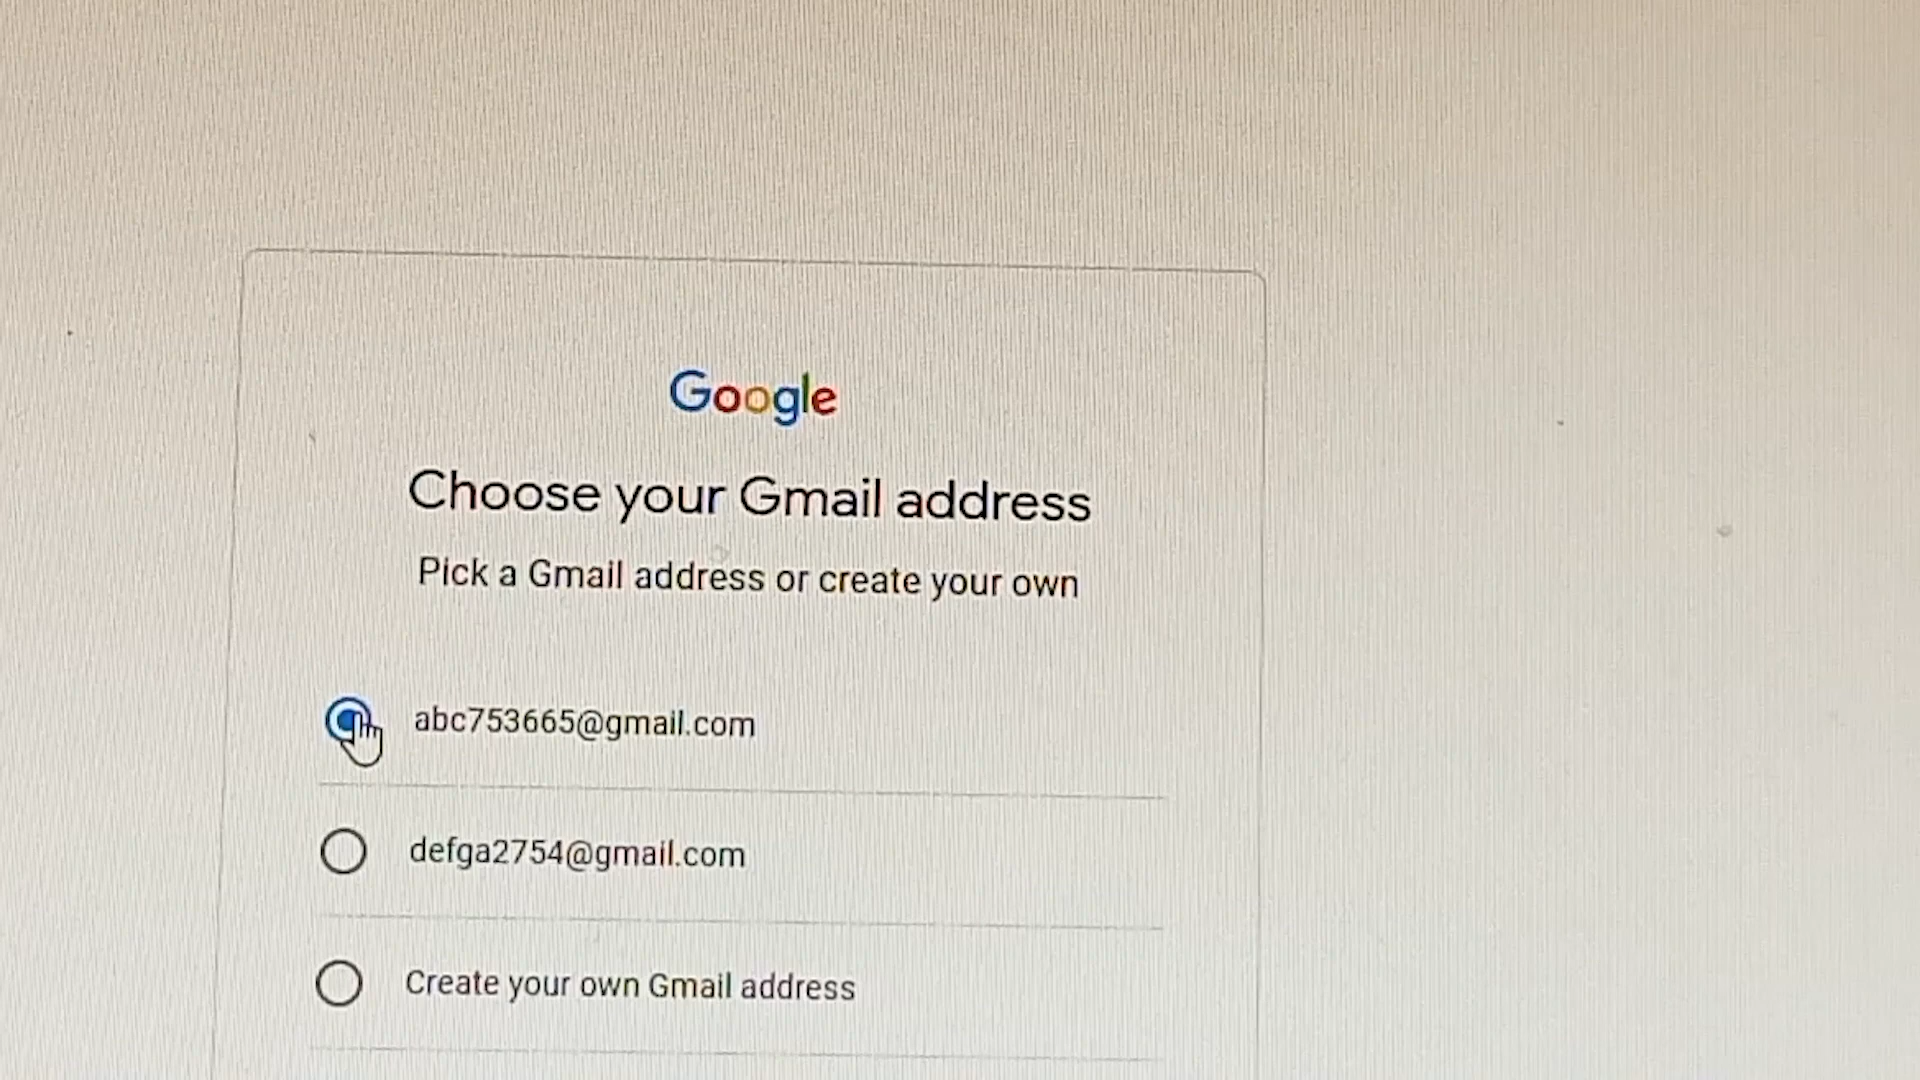 Google
Choose your Gmail address
Pick a Gmail address or create your own
abc753665@gmail.com
defga2754@gmail.com
Create your own Gmail address